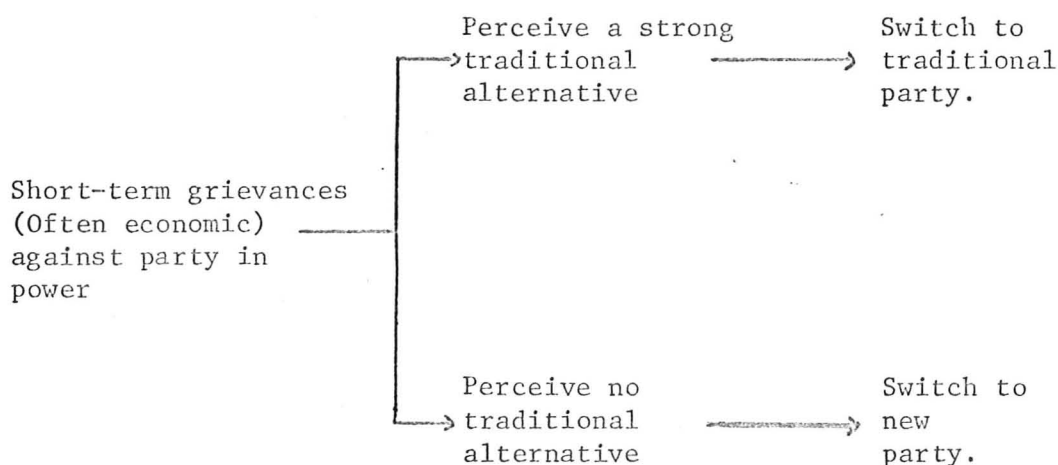 Perceive a strong
traditional
alternative
Switch to
traditional
party.
Short-term grievances
(Often economic)
against party in
power
Perceive no
traditional
alternative
Switch to
new
party.